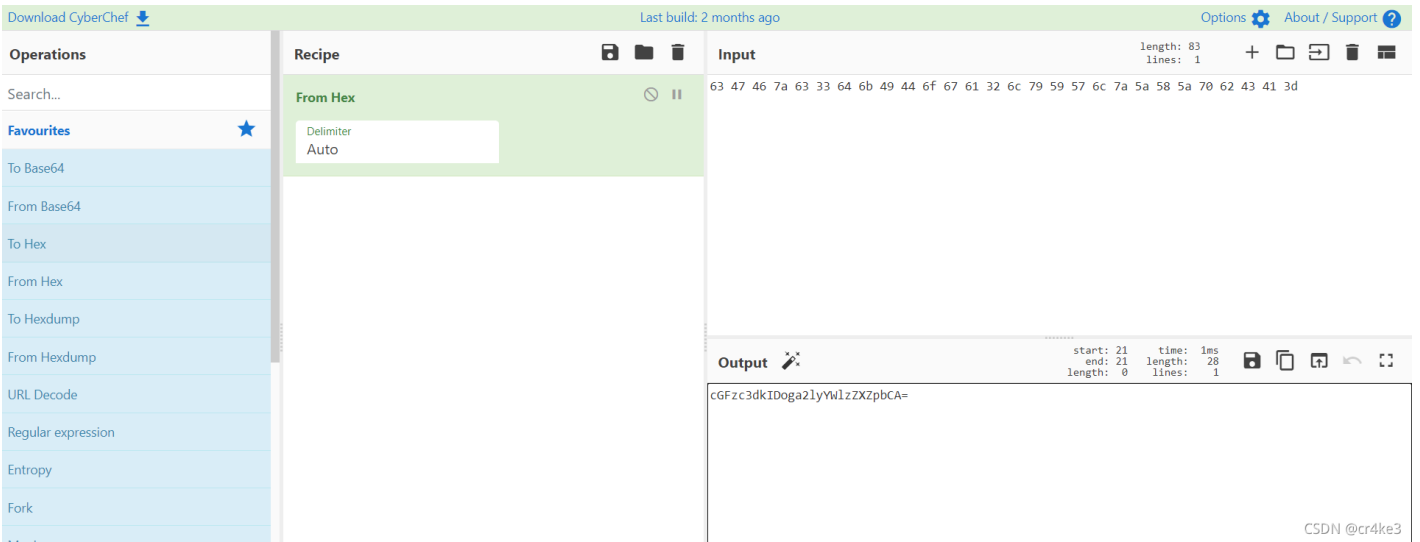 Download CyberChef
Last build: 2 months ago
Options
About / Support
Operations
Search...
Favourites
To Base64
From Base64
To Hex
From Hex
To Hexdump
From Hexdump
URL Decode
Regular expression
Entropy
Fork
Recipe
From Hex
Delimiter
Auto
Input
length: 83
lines: 1
63 47 46 7a 63 33 64 6b 49 44 6f 67 61 32 6c 79 59 57 6c 7a 5a 58 5a 70 62 43 41 3d
Output
start: 21 time: 1ms
end: 21 length: 28
length: 0 lines: 1
cGFzc3dkIDoga2lyYWlzZXZpbCA=
CSDN @cr4ke3